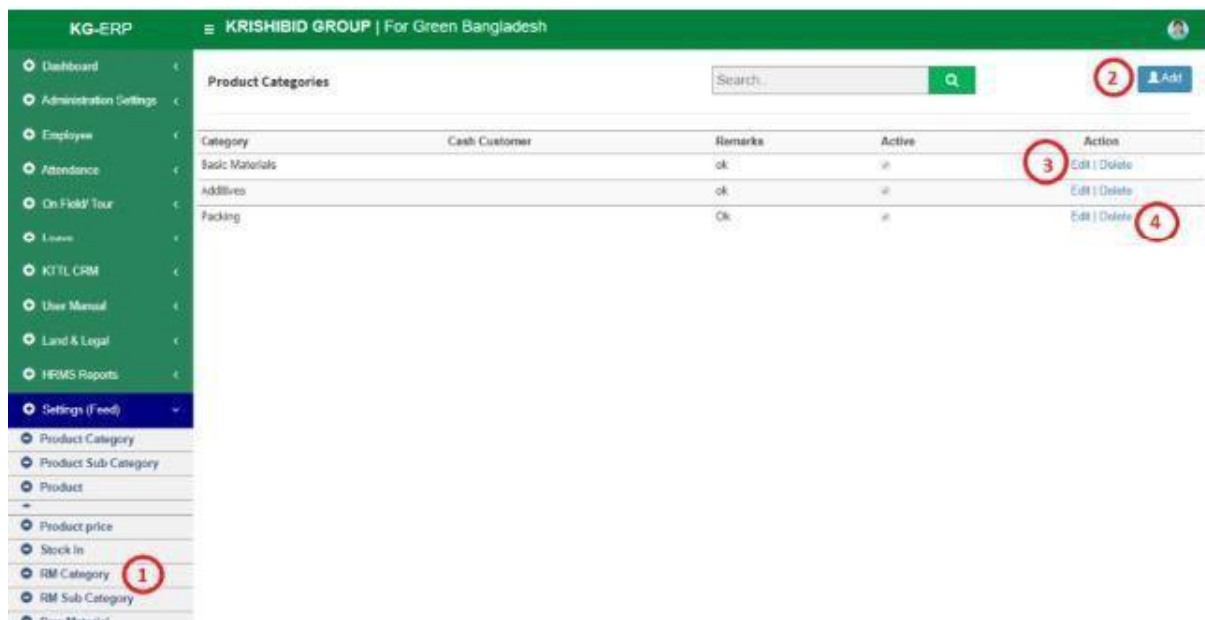 KG-ERP
≡ KRISHIBID GROUP | For Green Bangladesh
Dashboard
Administration Settings
Employee
Attendance
On Field/ Tour
Leave
KTTL CRM
User Manual
Land & Legal
HRMS Reports
Settings (Feed)
Product Category
Product Sub Category
Product
Product price
Stock In
RM Category 1
RM Sub Category
Raw Material
Product Categories
Search..
2 Add
Category Cash Customer Remarks Active Action
Basic Materials ok 3 Edit | Delete
Additives ok Edit | Delete
Packing Ok Edit | Delete 4